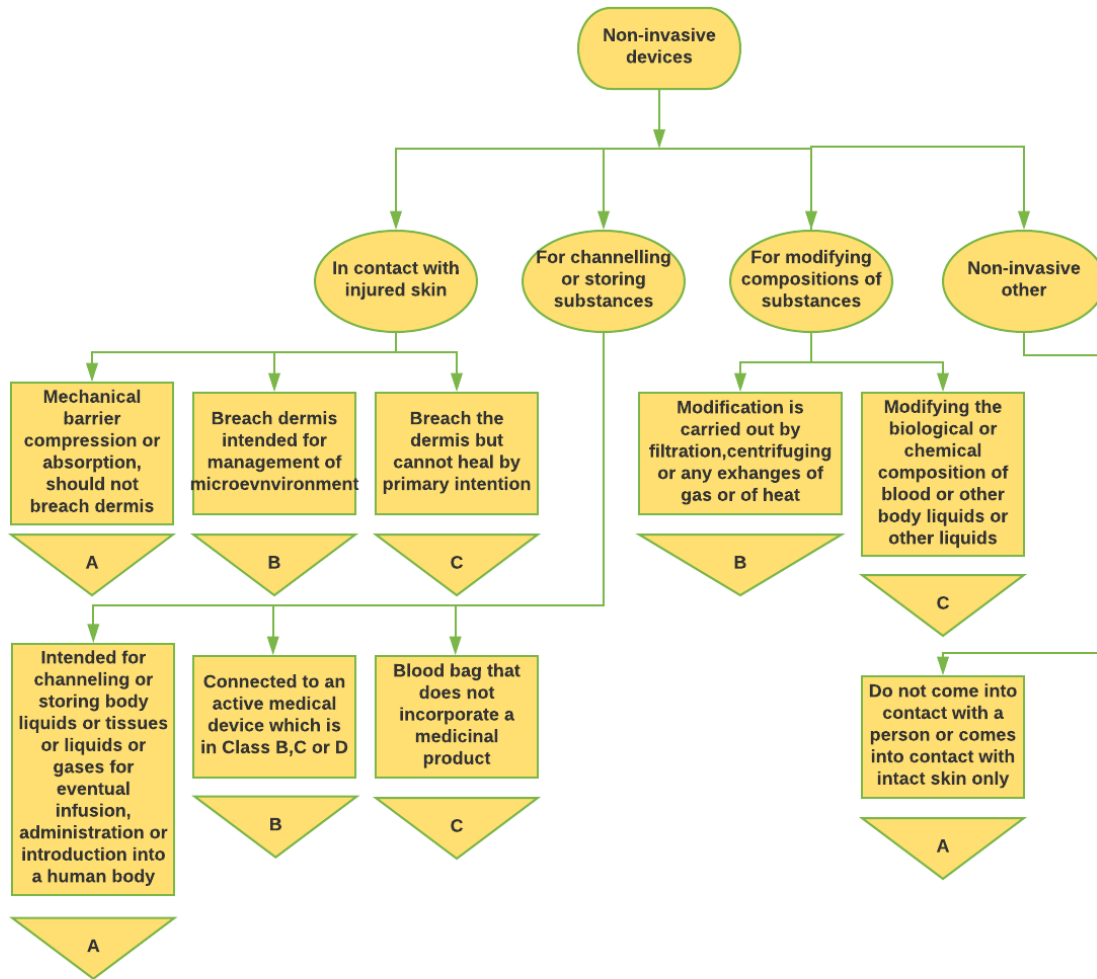 Non-invasive
devices
In contact with
injured skin
For channelling
or storing
substances
For modifying
compositions of
substances
Non-invasive
other
Mechanical
barrier
compression or
absorption,
should not
breach dermis
Breach dermis
intended for
management of
microevnvironment
Breach the
dermis but
cannot heal by
primary intention
Modification is
carried out by
filtration,centrifuging
or any exhanges of
gas or of heat
Modifying the
biological or
chemical
composition of
blood or other
body liquids or
other liquids
A
B
C
B
C
Intended for
channeling or
storing body
liquids or tissues
or liquids or
gases for
eventual
infusion,
administration or
introduction into
a human body
Connected to an
active medical
device which is
in Class B,C or D
Blood bag that
does not
incorporate a
medicinal
product
Do not come into
contact with a
person or comes
into contact with
intact skin only
B
C
A
A